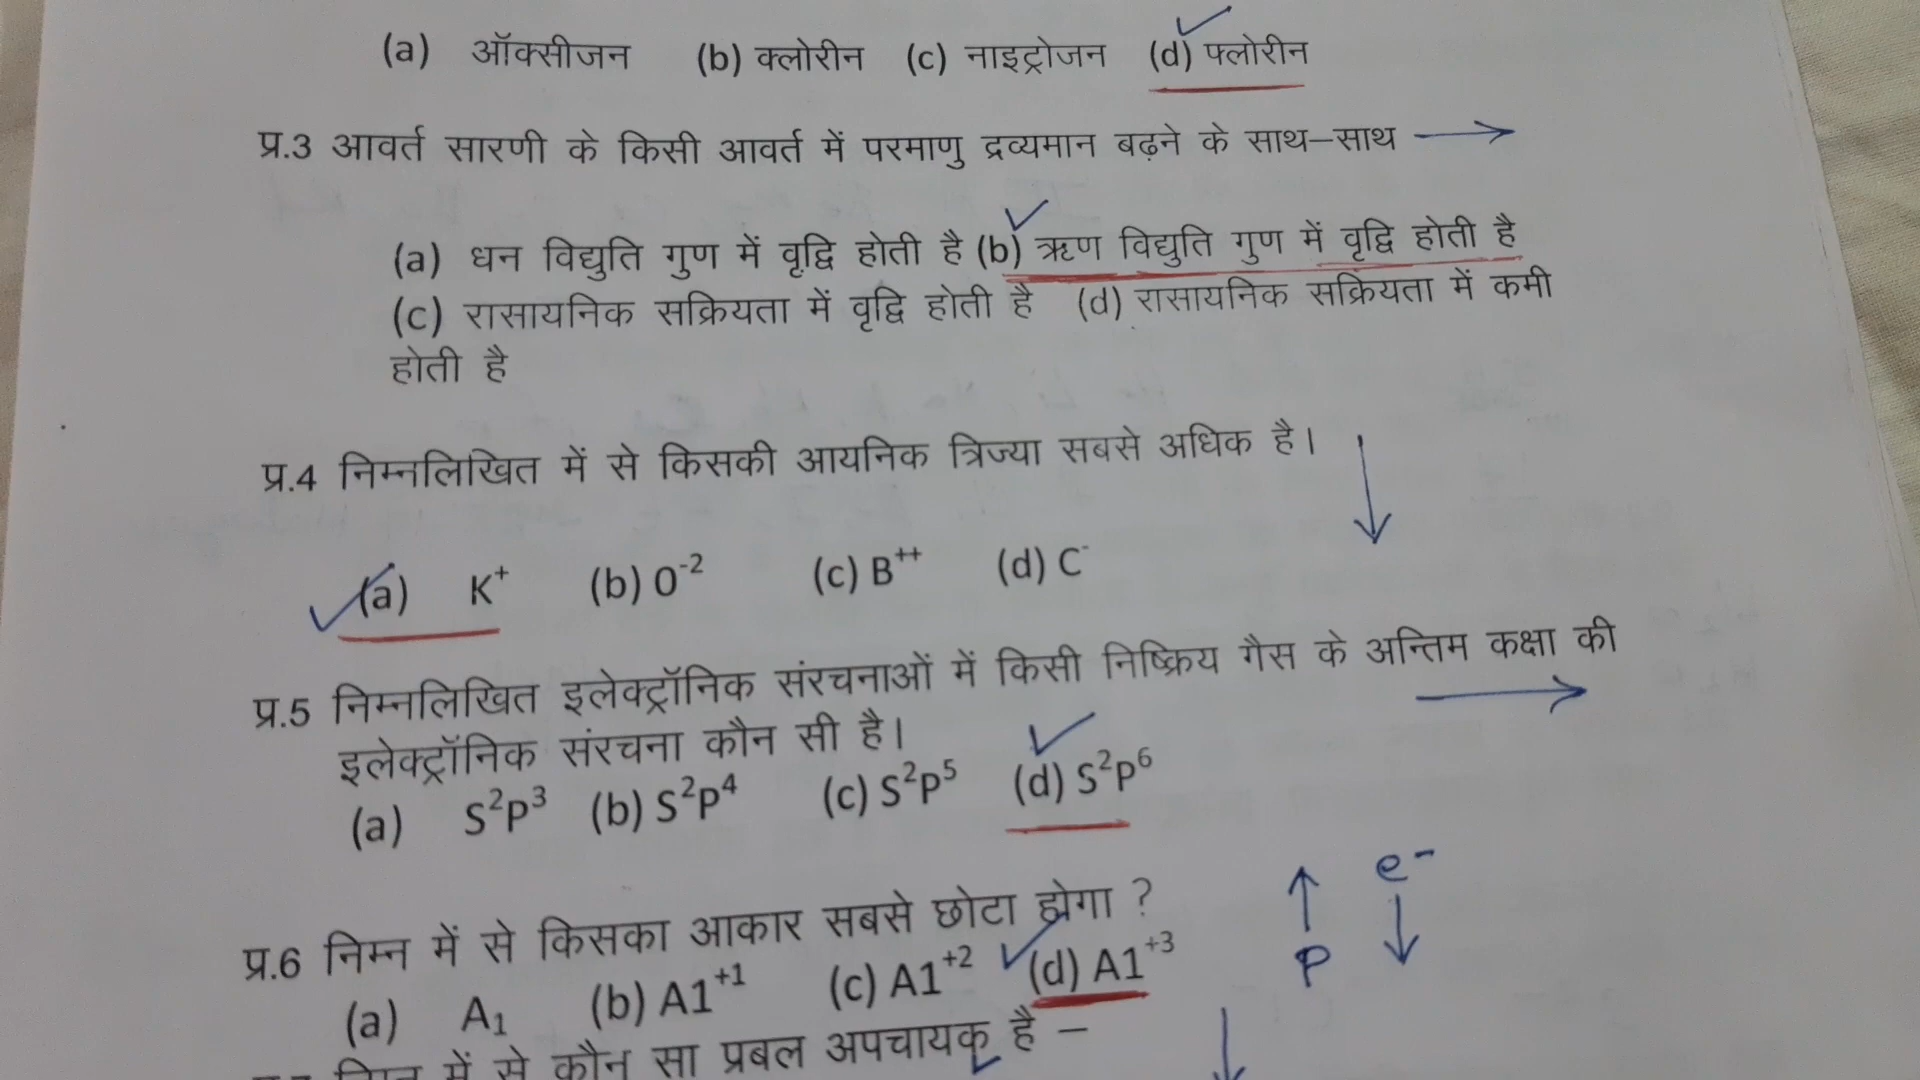 (a) ऑक्सीजन (b) क्लोरीन (c) नाइट्रोजन (d) फ्लोरीन
प्र.3 आवर्त सारणी के किसी आवर्त में परमाणु द्रव्यमान बढ़ने के साथ–साथ
(a) धन विद्युति गुण में वृद्वि होती है (b) ऋण विद्युति गुण में वृद्वि होती है
(c) रासायनिक सक्रियता में वृद्वि होती है (d) रासायनिक सक्रियता में कमी
होती है
प्र.4 निम्नलिखित में से किसकी आयनिक त्रिज्या सबसे अधिक है।
(a) K⁺ (b) 0⁻² (c) B⁺⁺ (d) C⁻
प्र.5 निम्नलिखित इलेक्ट्रॉनिक संरचनाओं में किसी निष्क्रिय गैस के अन्तिम कक्षा की
इलेक्ट्रॉनिक संरचना कौन सी है।
(a) S²P³ (b) S²P⁴ (c) S²P⁵ (d) S²P⁶
e⁻
P
प्र.6 निम्न में से किसका आकार सबसे छोटा होगा ?
(a) A₁ (b) A1⁺¹ (c) A1⁺² (d) A1⁺³
में से कौन सा प्रबल अपचायक है –